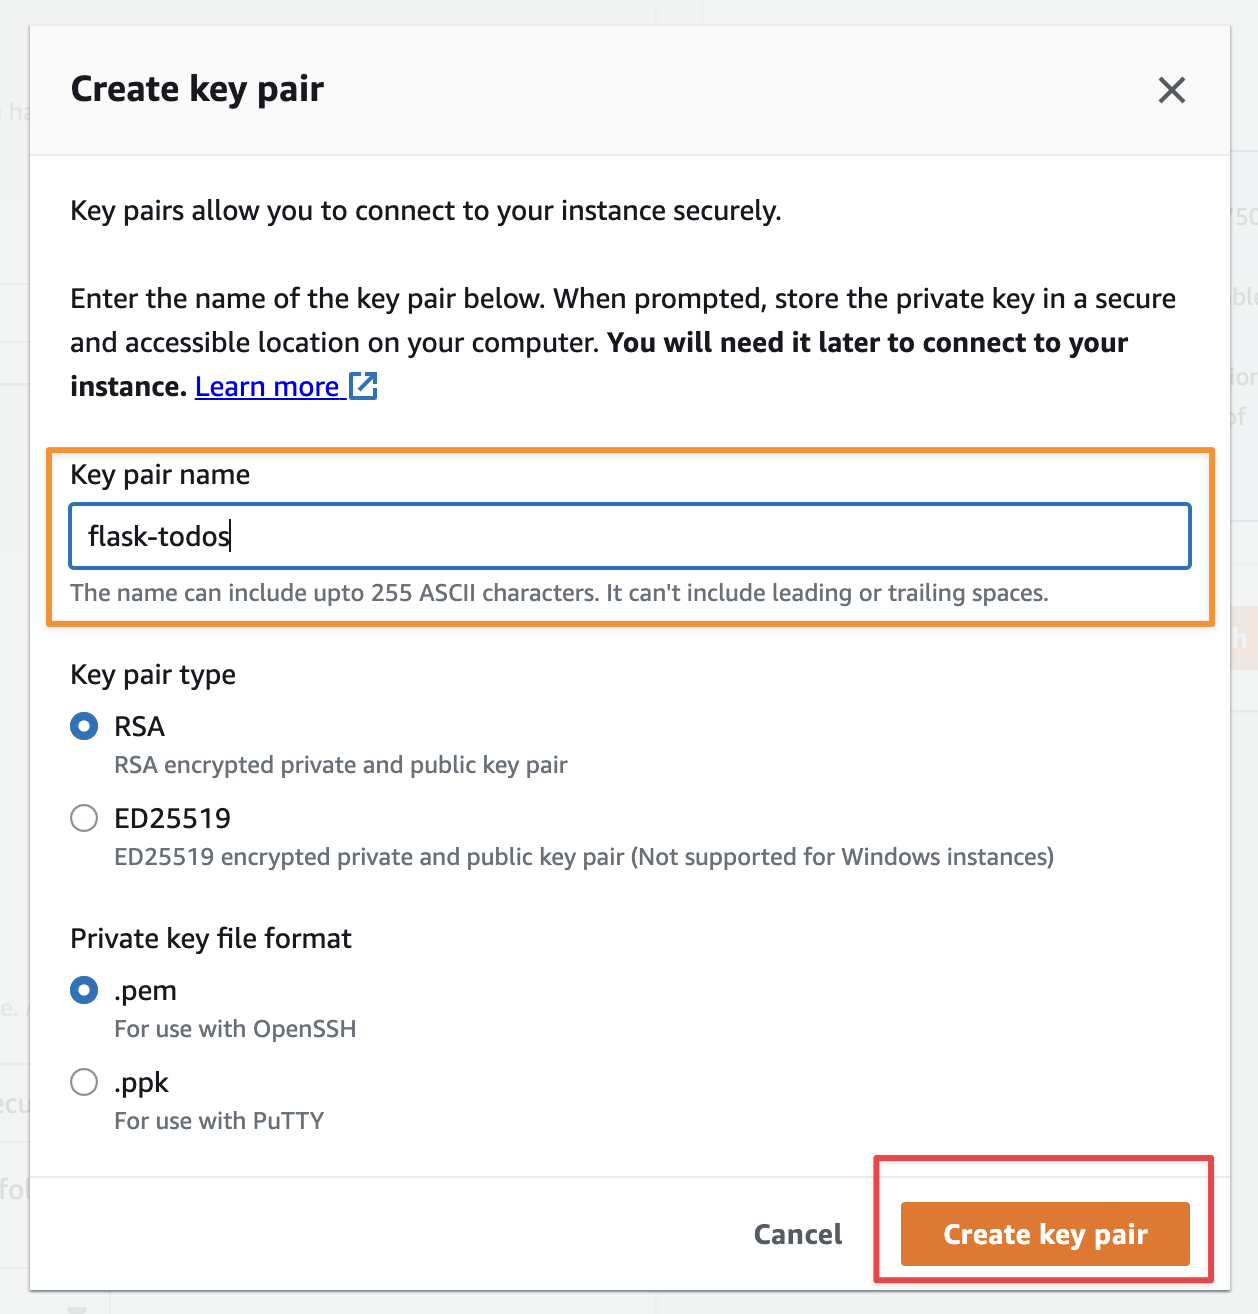 Create key pair
Key pairs allow you to connect to your instance securely.
Enter the name of the key pair below. When prompted, store the private key in a secure
and accessible location on your computer. You will need it later to connect to your
instance. Learn more
Key pair name
flask-todos
The name can include upto 255 ASCII characters. It can't include leading or trailing spaces.
Key pair type
RSA
RSA encrypted private and public key pair
ED25519
ED25519 encrypted private and public key pair (Not supported for Windows instances)
Private key file format
.pem
For use with OpenSSH
.ppk
For use with PuTTY
Cancel
Create key pair